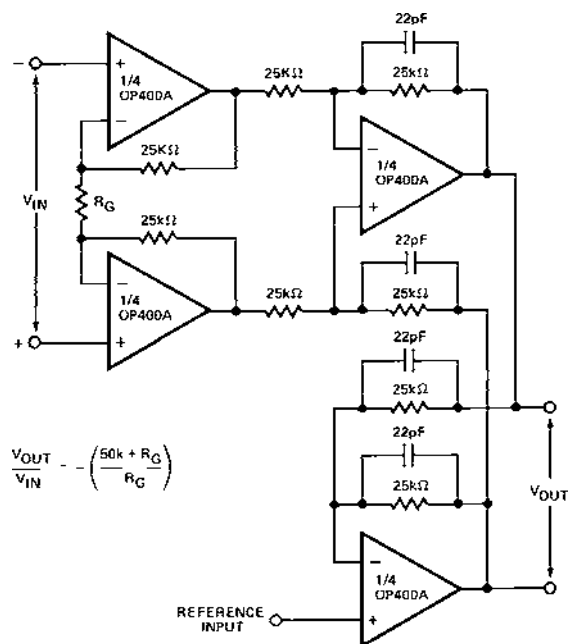 22pF
25KΩ
25kΩ
−
+
1/4
OP400A
−
+
1/4
OP400A
−
25KΩ
VIN
RG
25kΩ
22pF
25kΩ
25kΩ
−
1/4
OP400A
+
+
22pF
25kΩ
22pF
25kΩ
VOUT
−
1/4
OP400A
+
REFERENCE
INPUT
VOUT
VIN
- -(
50k + RG
RG
)